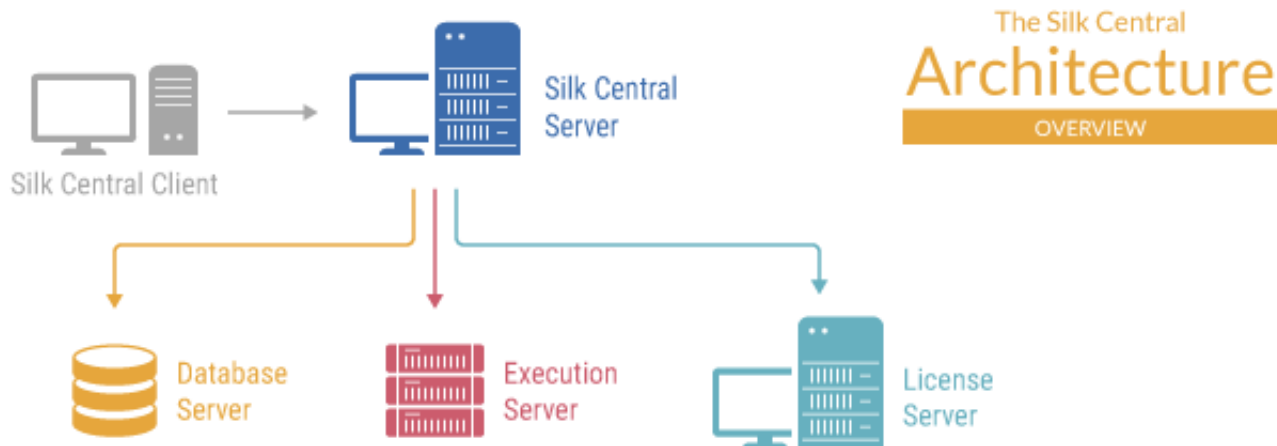 The Silk Central
Architecture
OVERVIEW
Silk Central
Server
Silk Central Client
Database
Server
Execution
Server
License
Server